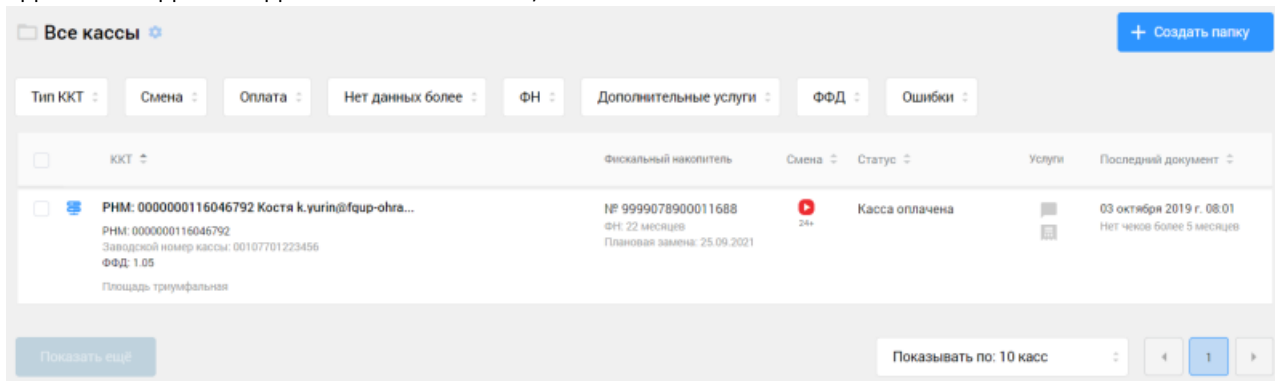 Все кассы
+ Создать папку
Тип ККТ Смена Оплата Нет данных более ФН Дополнительные услуги ФФД Ошибки
ККТ Фискальный накопитель Смена Статус Услуги Последний документ
РНМ: 0000000116046792 Костя k.yurin@fqup-ohra... № 9999078900011688 Касса оплачена 03 октября 2019 г. 08:01
РНМ: 0000000116046792 ФН: 22 месяцев 24+ Нет чеков более 5 месяцев
Заводской номер кассы: 00107701223456 Плановая замена: 25.09.2021
ФФД: 1.05
Площадь триумфальная
Показать ещё Показывать по: 10 касс 1